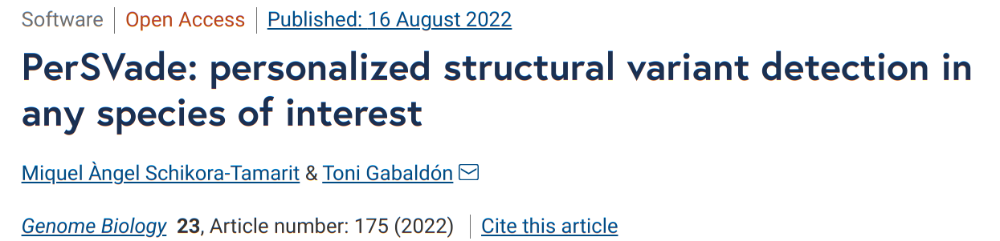 Software Open Access Published: 16 August 2022
PerSVade: personalized structural variant detection in
any species of interest
Miquel Àngel Schikora-Tamarit & Toni Gabaldón
Genome Biology 23, Article number: 175 (2022) Cite this article